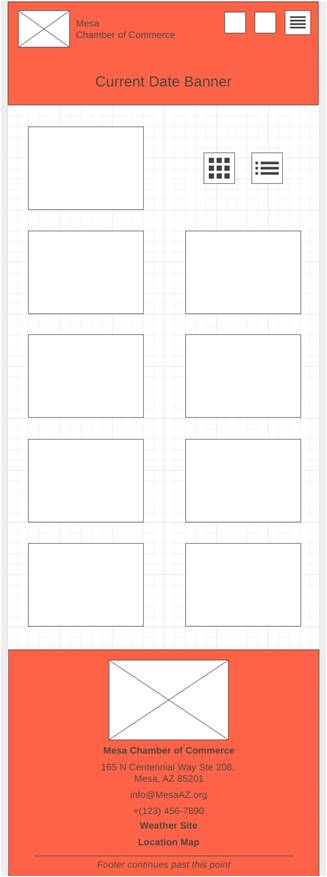 Mesa
Chamber of Commerce
Current Date Banner
Mesa Chamber of Commerce
165 N Centennial Way Ste 208,
Mesa, AZ 85201
info@MesaAZ.org
+(123) 456-7890
Weather Site
Location Map
Footer continues past this point